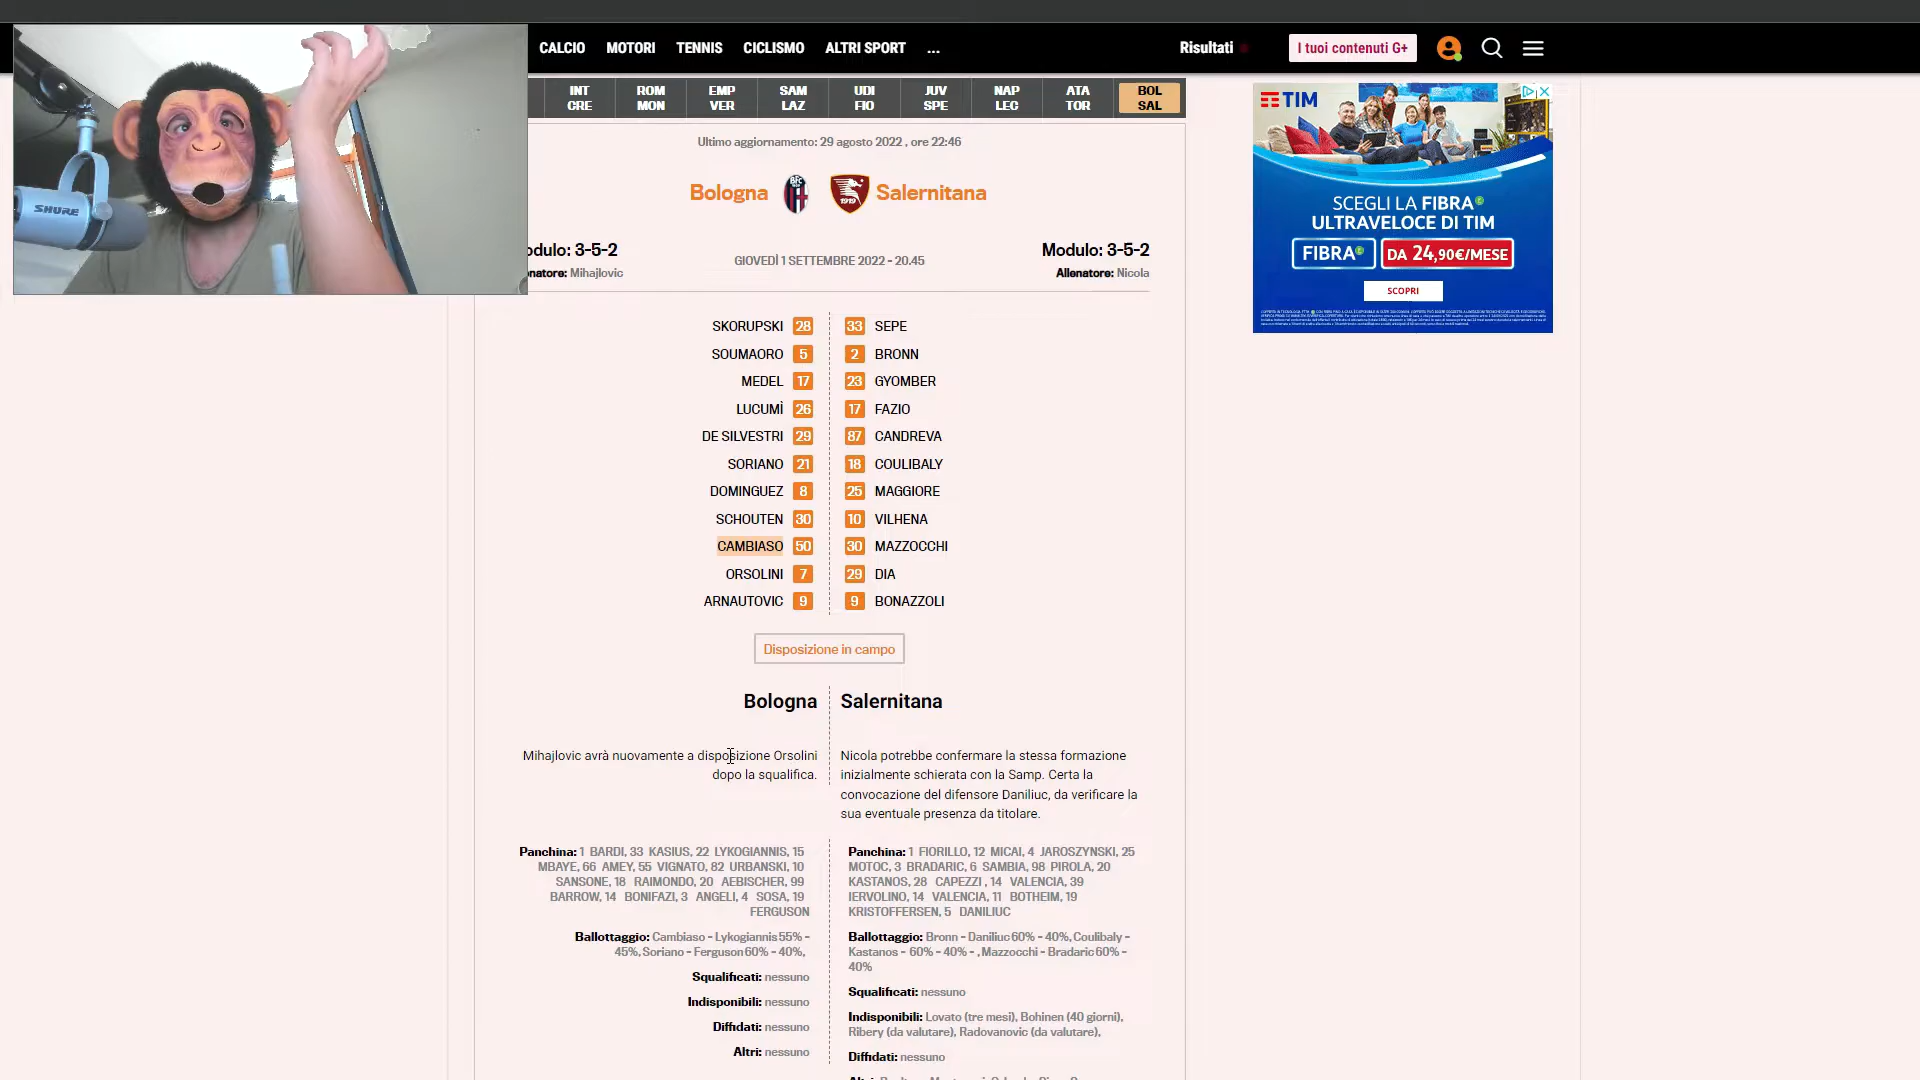 CALCIO MOTORI TENNIS CICLISMO ALTRI SPORT ...
Risultati
I tuoi contenuti G+
SHURE
INT CRE
ROM MON
EMP VER
SAM LAZ
UDI FIO
JUV SPE
NAP LEC
ATA TOR
BOL SAL
Ultimo aggiornamento: 29 agosto 2022 , ore 22:46
Bologna
BFC
1919
Salernitana
odulo: 3-5-2
natore: Mihajlovic
GIOVEDÌ 1 SETTEMBRE 2022 - 20.45
Modulo: 3-5-2
Allenatore: Nicola
SKORUPSKI 28 33 SEPE
SOUMAORO 5 2 BRONN
MEDEL 17 23 GYOMBER
LUCUMÌ 26 17 FAZIO
DE SILVESTRI 29 87 CANDREVA
SORIANO 21 18 COULIBALY
DOMINGUEZ 8 25 MAGGIORE
SCHOUTEN 30 10 VILHENA
CAMBIASO 50 30 MAZZOCCHI
ORSOLINI 7 29 DIA
ARNAUTOVIC 9 9 BONAZZOLI
Disposizione in campo
Bologna
Mihajlovic avrà nuovamente a disposizione Orsolini
dopo la squalifica.
Panchina: 1 BARDI, 33 KASIUS, 22 LYKOGIANNIS, 15
MBAYE, 66 AMEY, 55 VIGNATO, 82 URBANSKI, 10
SANSONE, 18 RAIMONDO, 20 AEBISCHER, 99
BARROW, 14 BONIFAZI, 3 ANGELI, 4 SOSA, 19
FERGUSON
Ballottaggio: Cambiaso - Lykogiannis 55% -
45%, Soriano - Ferguson 60% - 40%,
Squalificati: nessuno
Indisponibili: nessuno
Diffidati: nessuno
Altri: nessuno
Salernitana
Nicola potrebbe confermare la stessa formazione
inizialmente schierata con la Samp. Certa la
convocazione del difensore Daniliuc, da verificare la
sua eventuale presenza da titolare.
Panchina: 1 FIORILLO, 12 MICAI, 4 JAROSZYNSKI, 25
MOTOC, 3 BRADARIC, 6 SAMBIA, 98 PIROLA, 20
KASTANOS, 28 CAPEZZI , 14 VALENCIA, 39
IERVOLINO, 14 VALENCIA, 11 BOTHEIM, 19
KRISTOFFERSEN, 5 DANILIUC
Ballottaggio: Bronn - Daniliuc 60% - 40%, Coulibaly -
Kastanos - 60% - 40% - , Mazzocchi - Bradaric 60% -
40%
Squalificati: nessuno
Indisponibili: Lovato (tre mesi), Bohinen (40 giorni),
Ribery (da valutare), Radovanovic (da valutare),
Diffidati: nessuno
TIM
SCEGLI LA FIBRA
ULTRAVELOCE DI TIM
FIBRA
DA 24,90€/MESE
SCOPRI